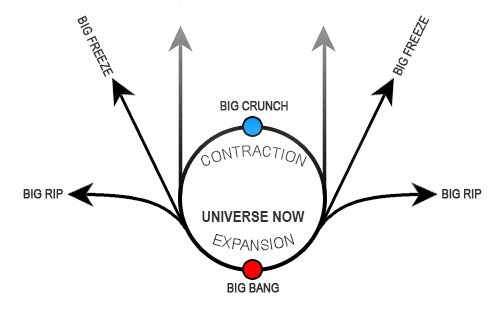 BIG FREEZE
BIG FREEZE
BIG CRUNCH
CONTRACTION
BIG RIP
BIG RIP
UNIVERSE NOW
EXPANSION
BIG BANG